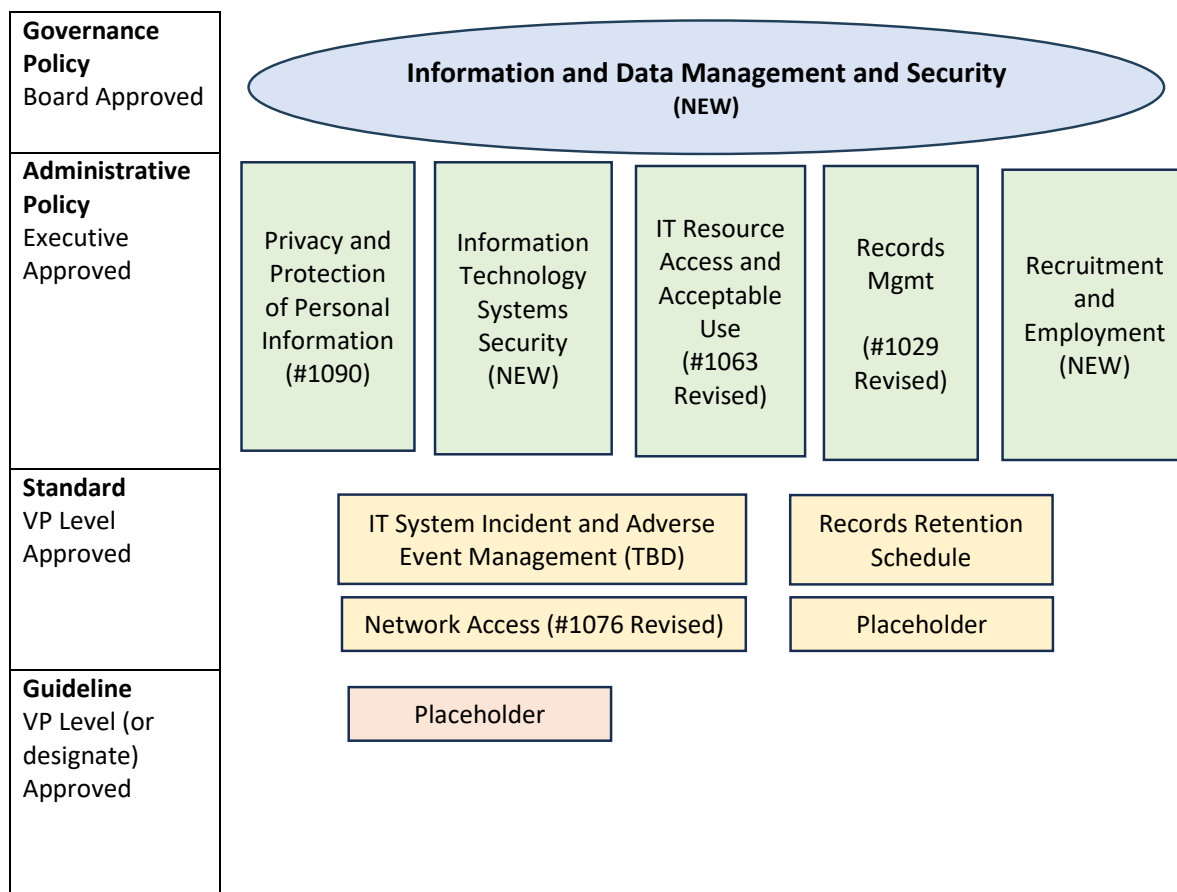 Governance
Policy
Board Approved
Information and Data Management and Security
(NEW)
Administrative
Policy
Executive
Approved
Privacy and
Protection
of Personal
Information
(#1090)
Information
Technology
Systems
Security
(NEW)
IT Resource
Access and
Acceptable
Use
(#1063
Revised)
Records
Mgmt
(#1029
Revised)
Recruitment
and
Employment
(NEW)
Standard
VP Level
Approved
IT System Incident and Adverse
Event Management (TBD)
Records Retention
Schedule
Network Access (#1076 Revised)
Placeholder
Guideline
VP Level (or
designate)
Approved
Placeholder